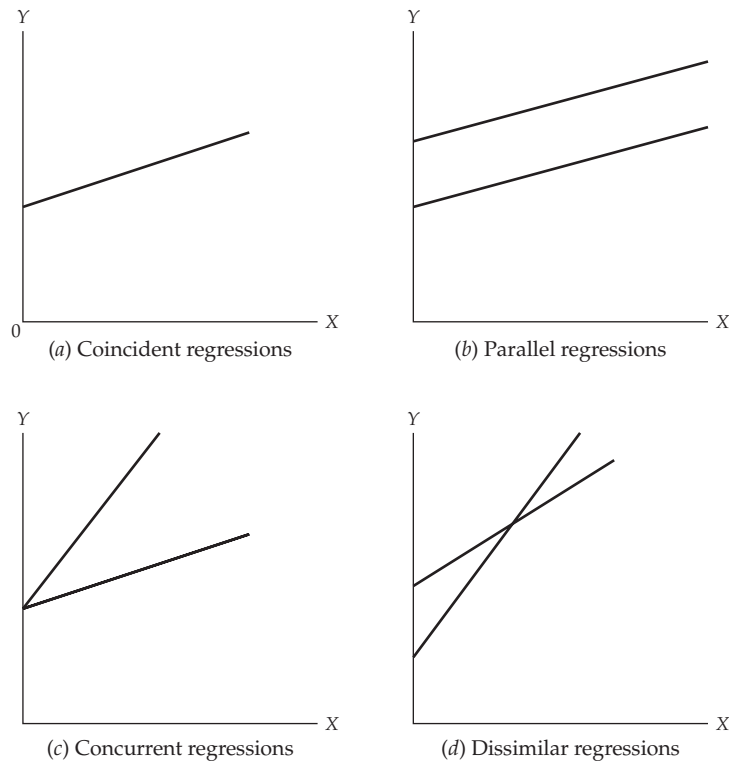 Y
Y
0
X
X
(a) Coincident regressions
(b) Parallel regressions
Y
Y
X
X
(c) Concurrent regressions
(d) Dissimilar regressions